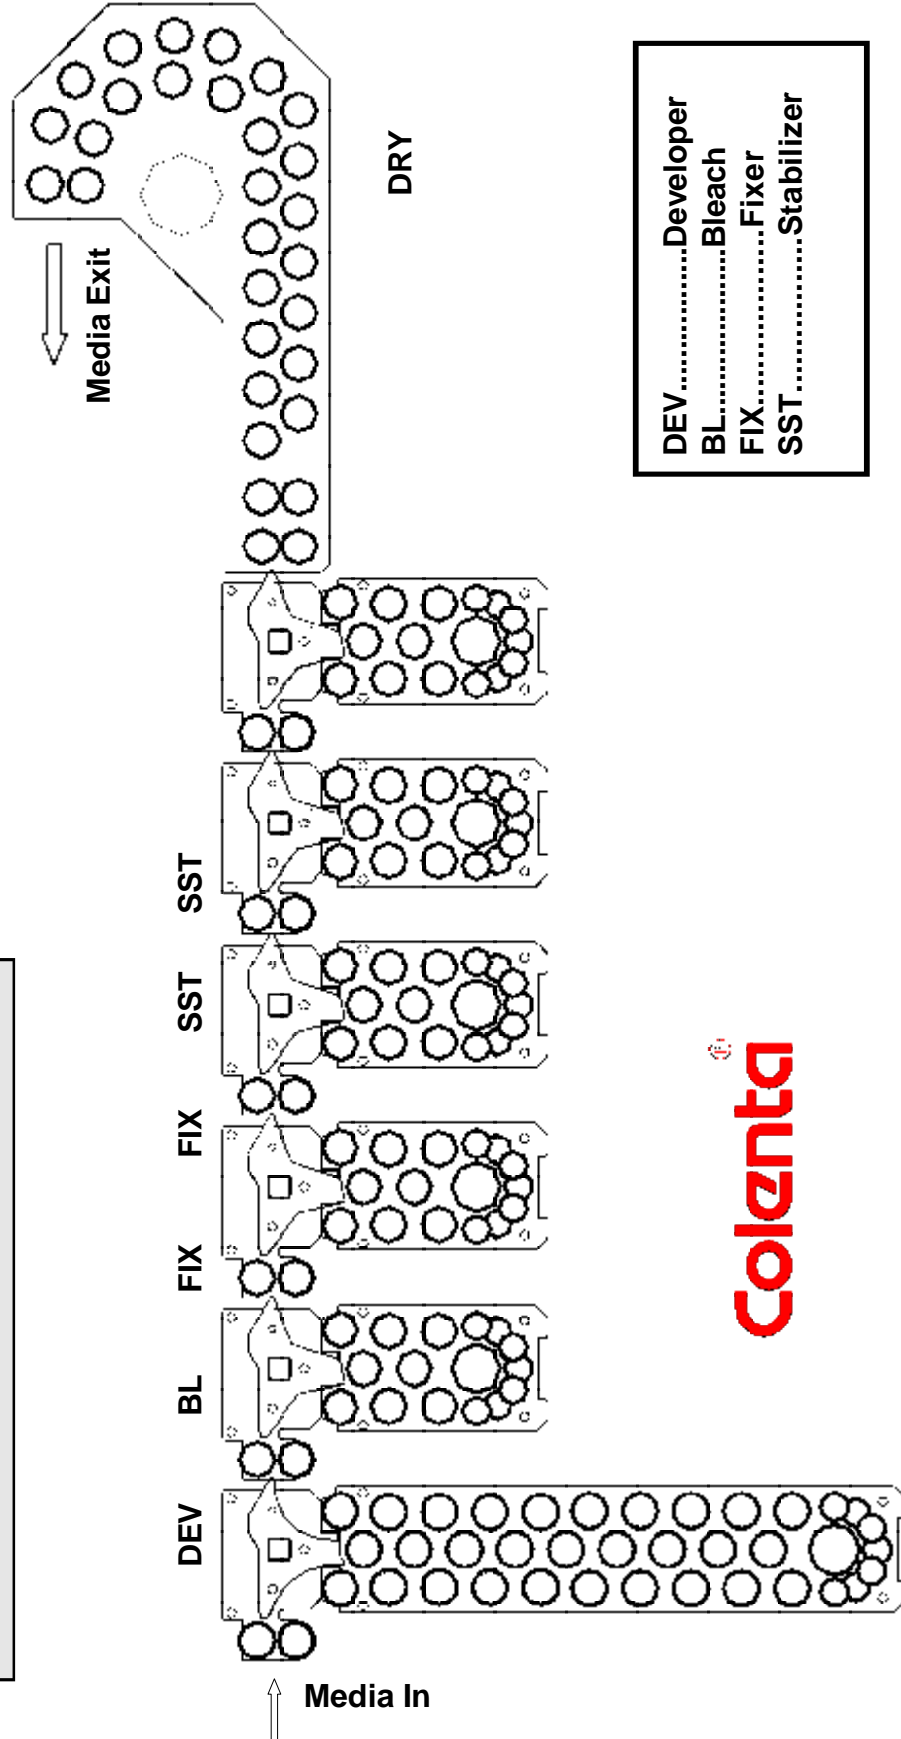 Media Exit
DRY
DEV...............Developer
BL.................Bleach
FIX.................Fixer
SST...............Stabilizer
SST
SST
FIX
FIX
BL
DEV
Media In
Colenta ®